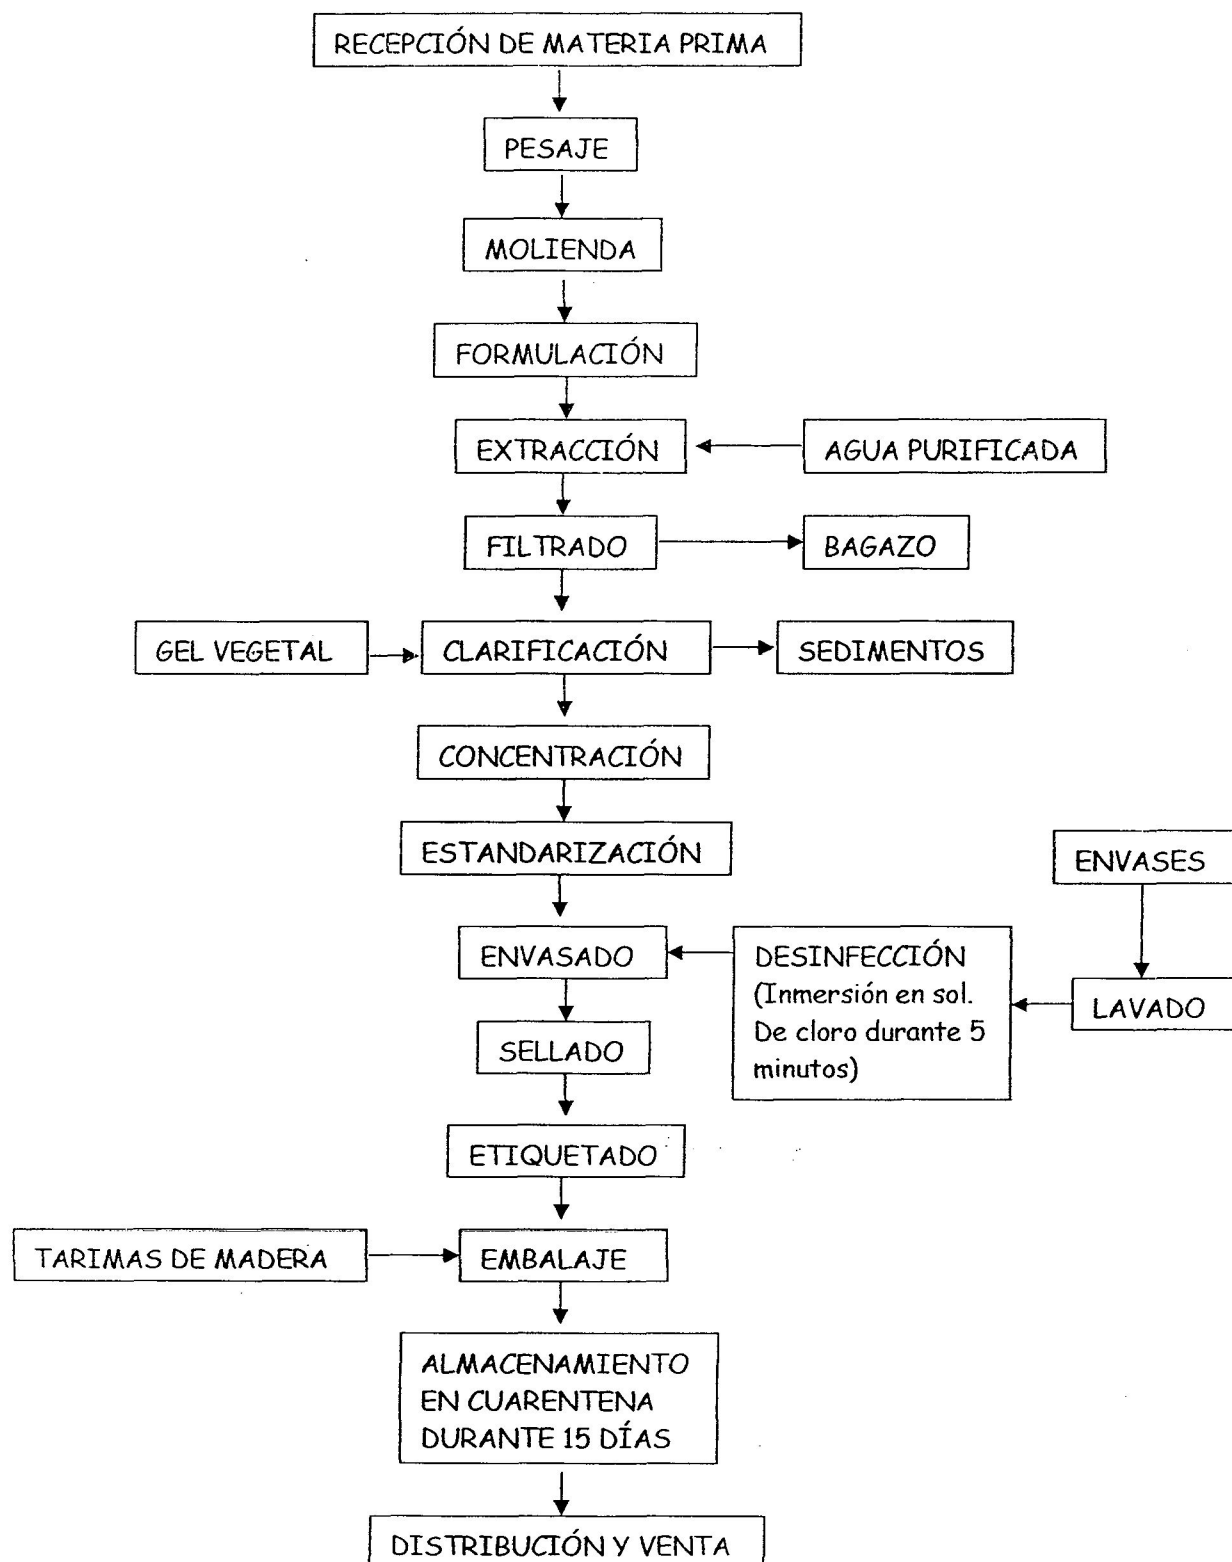 RECEPCIÓN DE MATERIA PRIMA
PESAJE
MOLIENDA
FORMULACIÓN
EXTRACCIÓN
AGUA PURIFICADA
FILTRADO
BAGAZO
GEL VEGETAL
CLARIFICACIÓN
SEDIMENTOS
CONCENTRACIÓN
ESTANDARIZACIÓN
ENVASES
ENVASADO
DESINFECCIÓN
(Inmersión en sol.
De cloro durante 5
minutos)
LAVADO
SELLADO
ETIQUETADO
TARIMAS DE MADERA
EMBALAJE
ALMACENAMIENTO
EN CUARENTENA
DURANTE 15 DÍAS
DISTRIBUCIÓN Y VENTA